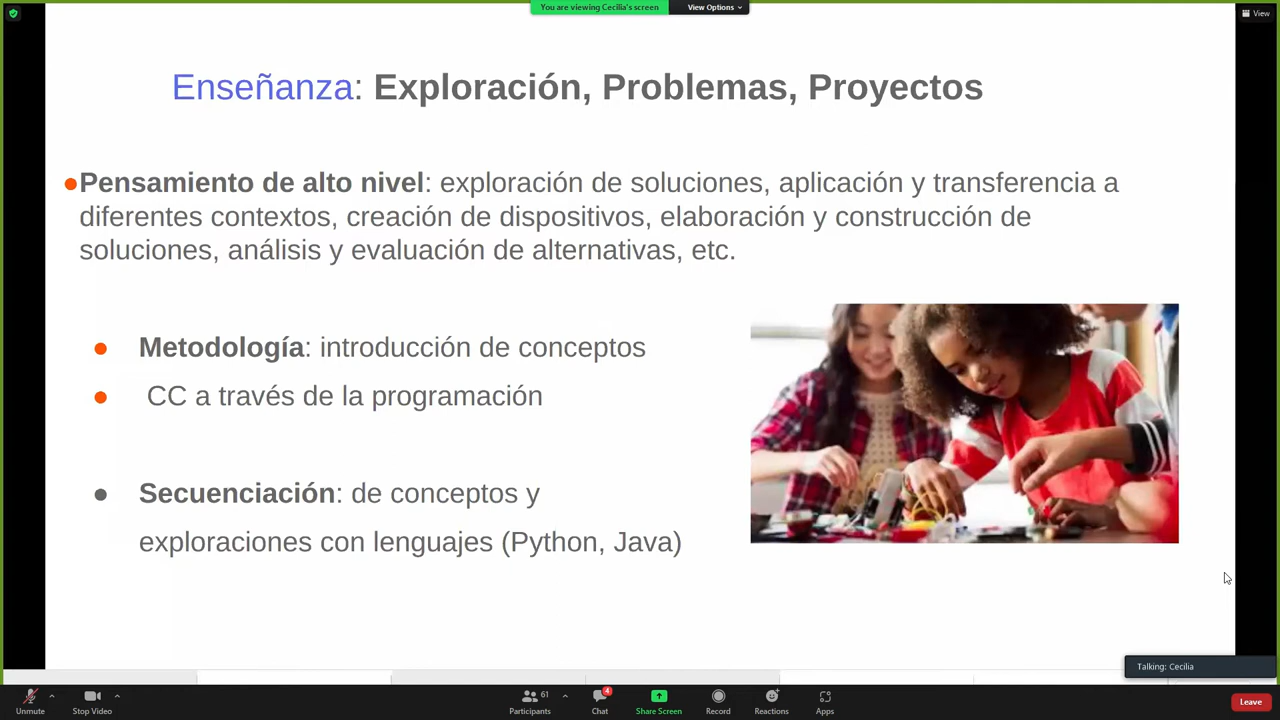 You are viewing Cecilia's screen
View Options
View
Enseñanza: Exploración, Problemas, Proyectos
●Pensamiento de alto nivel: exploración de soluciones, aplicación y transferencia a
diferentes contextos, creación de dispositivos, elaboración y construcción de
soluciones, análisis y evaluación de alternativas, etc.
● Metodología: introducción de conceptos
● CC a través de la programación
● Secuenciación: de conceptos y
exploraciones con lenguajes (Python, Java)
Talking: Cecilia
Unmute
Stop Video
61
Participants
4
Chat
Share Screen
Record
Reactions
Apps
Leave